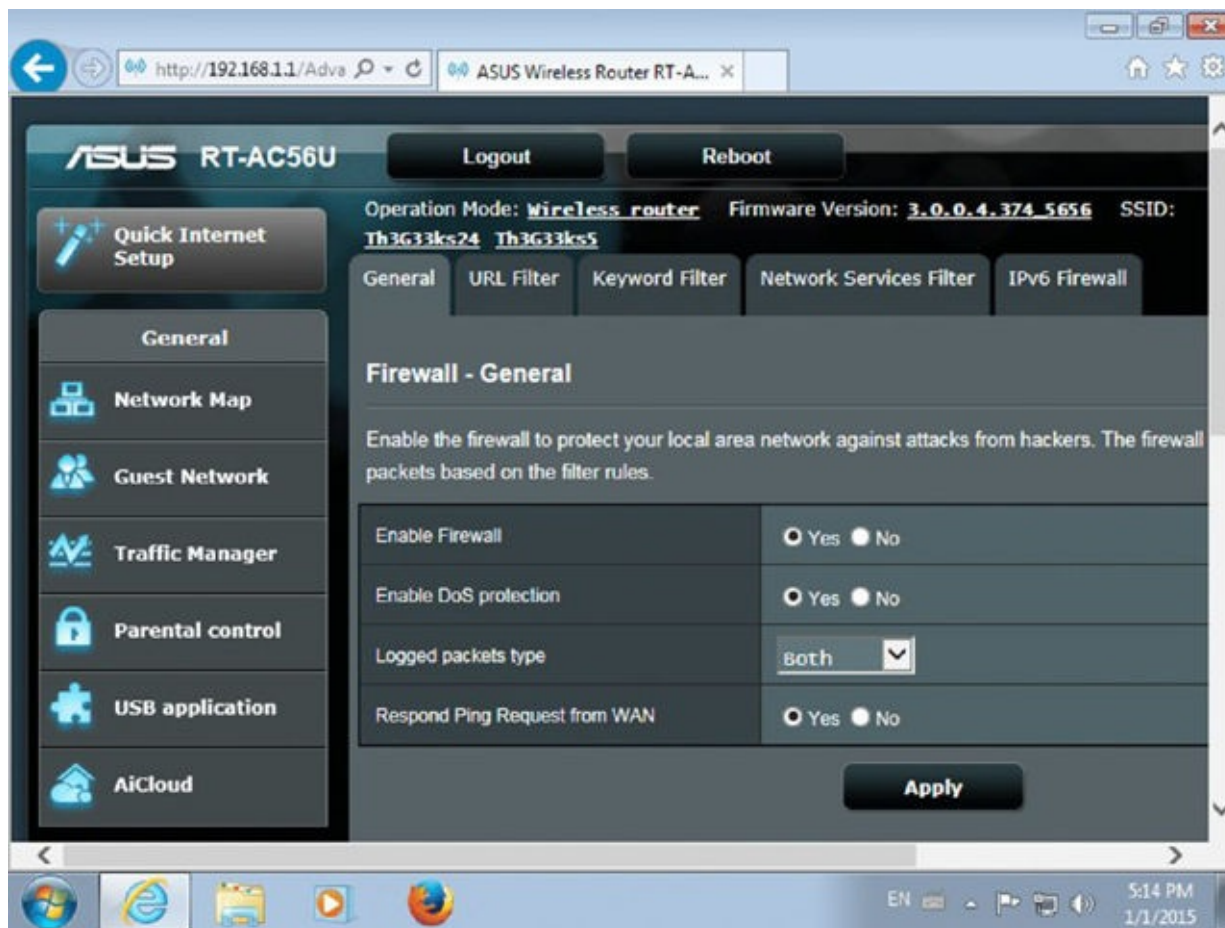 http://192.168.1.1/Adva
ASUS Wireless Router RT-A...
ASUS RT-AC56U
Logout
Reboot
Operation Mode: Wireless router Firmware Version: 3.0.0.4.374_5656 SSID:
Th3G33ks24 Th3G33ks5
Quick Internet
Setup
General
URL Filter
Keyword Filter
Network Services Filter
IPv6 Firewall
General
Network Map
Guest Network
Traffic Manager
Parental control
USB application
AiCloud
Firewall - General
Enable the firewall to protect your local area network against attacks from hackers. The firewall
packets based on the filter rules.
Enable Firewall
Yes No
Enable DoS protection
Yes No
Logged packets type
Both
Respond Ping Request from WAN
Yes No
Apply
EN
5:14 PM
1/1/2015